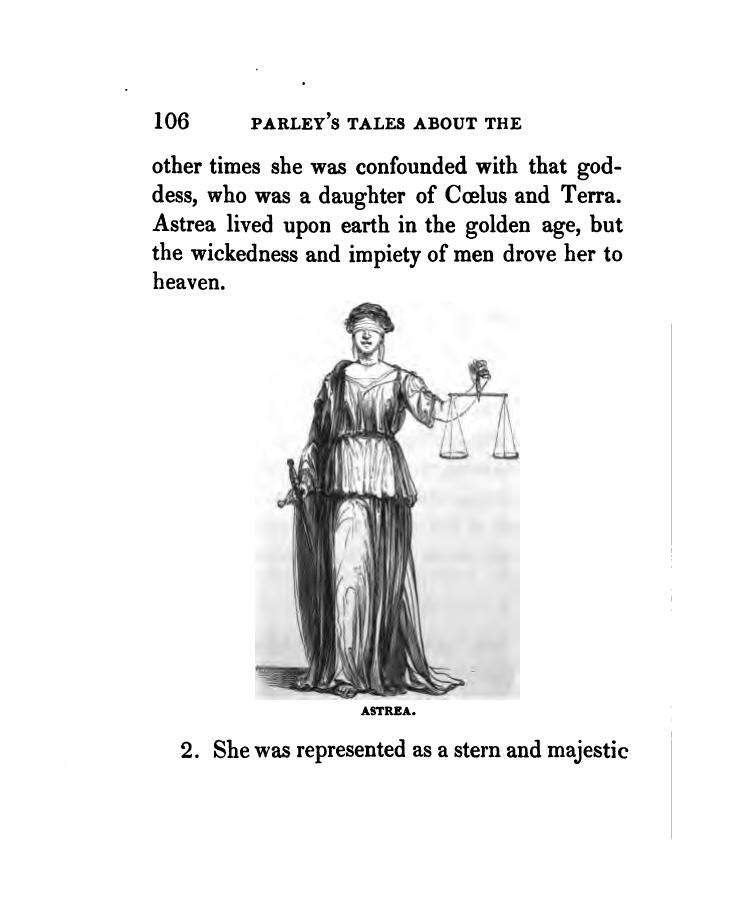 106 PARLEY'S TALES ABOUT THE
other times she was confounded with that god-
dess, who was a daughter of Cœlus and Terra.
Astrea lived upon earth in the golden age, but
the wickedness and impiety of men drove her to
heaven.
ASTREA.
2. She was represented as a stern and majestic